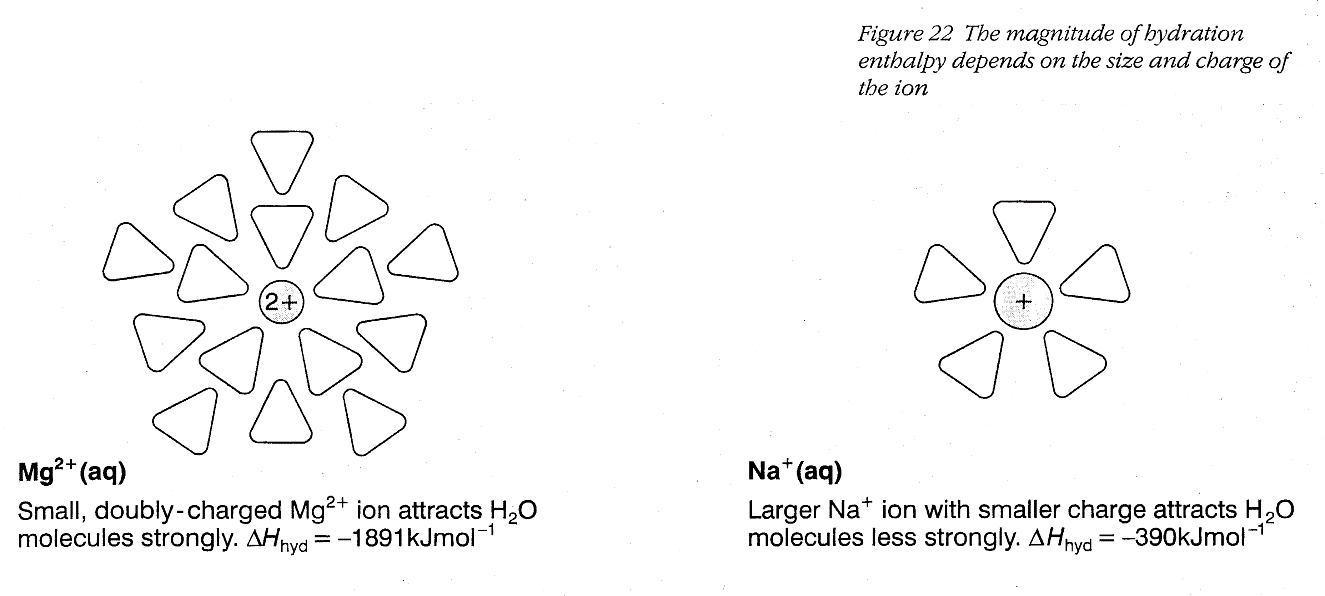 Figure 22 The magnitude of hydration
enthalpy depends on the size and charge of
the ion
2+
+
Mg²⁺(aq)
Small, doubly-charged Mg²⁺ ion attracts H₂O
molecules strongly. ΔHhyd = –1891kJmol⁻¹
Na⁺(aq)
Larger Na⁺ ion with smaller charge attracts H₂O
molecules less strongly. ΔHhyd = –390kJmol⁻¹